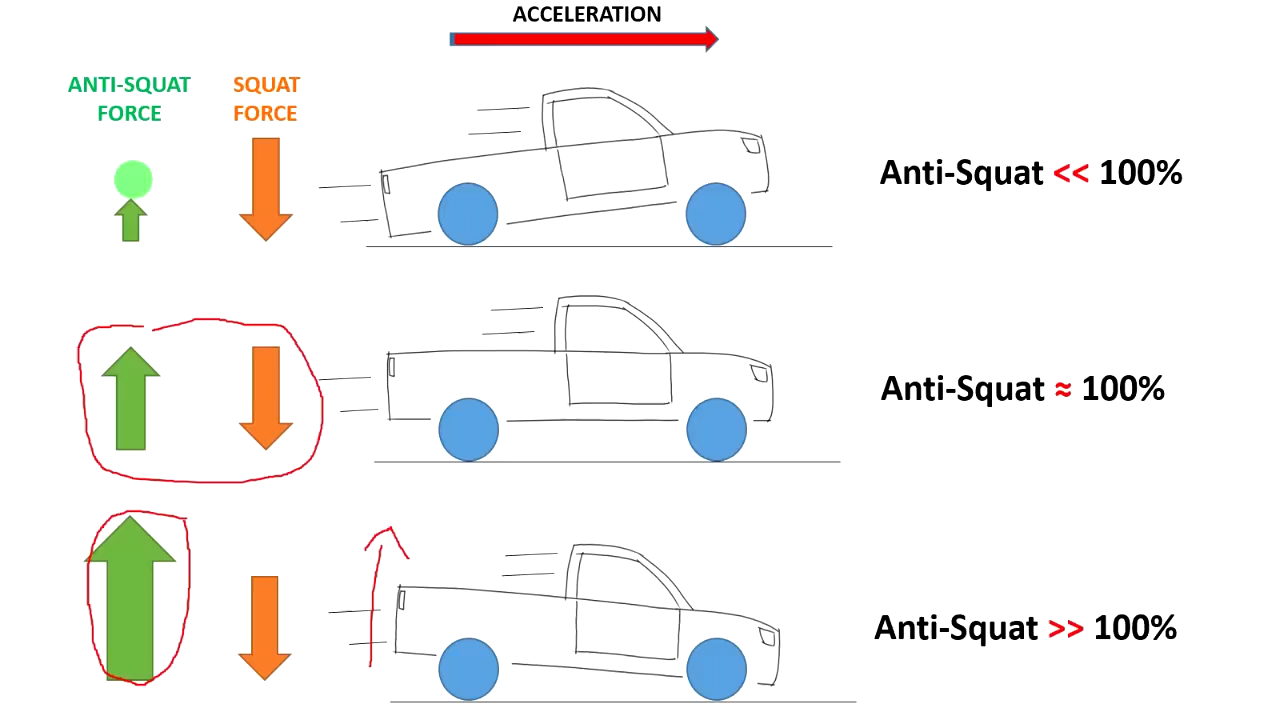 ACCELERATION
ANTI-SQUAT
FORCE
SQUAT
FORCE
Anti-Squat << 100%
Anti-Squat ≈ 100%
Anti-Squat >> 100%